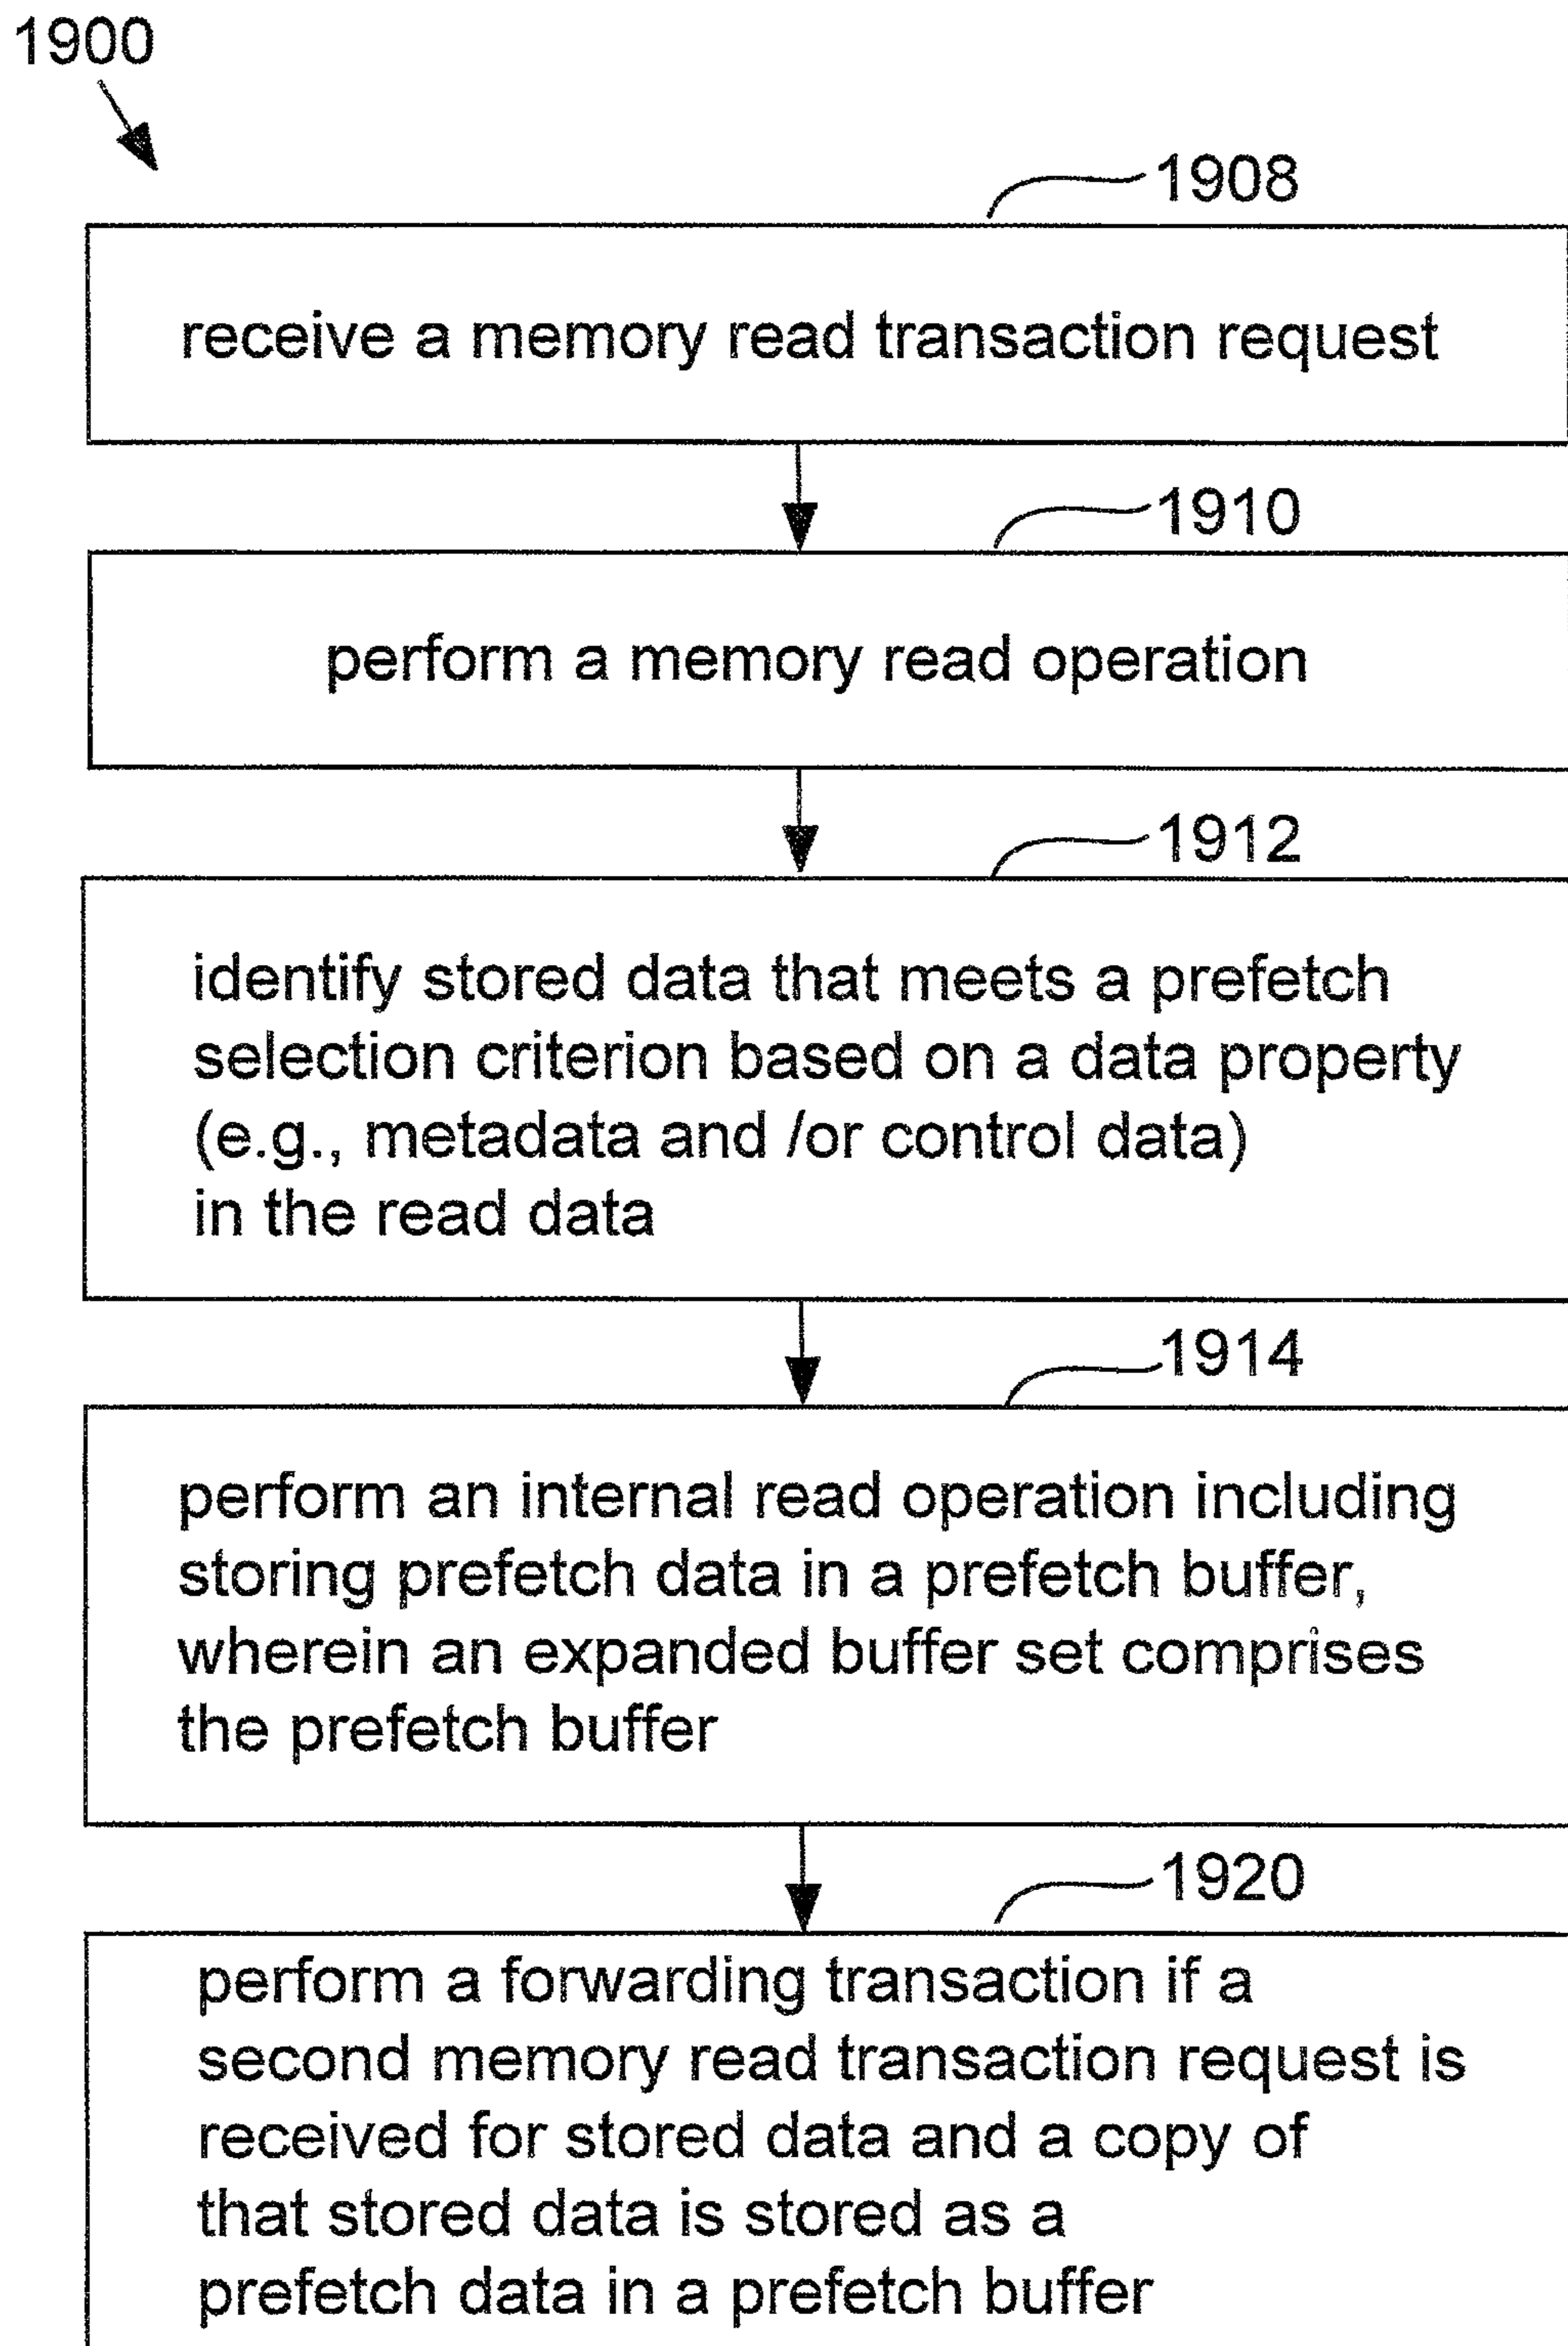 1900
1908
receive a memory read transaction request
1910
perform a memory read operation
1912
identify stored data that meets a prefetch
selection criterion based on a data property
(e.g., metadata and /or control data)
in the read data
1914
perform an internal read operation including
storing prefetch data in a prefetch buffer,
wherein an expanded buffer set comprises
the prefetch buffer
1920
perform a forwarding transaction if a
second memory read transaction request is
received for stored data and a copy of
that stored data is stored as a
prefetch data in a prefetch buffer